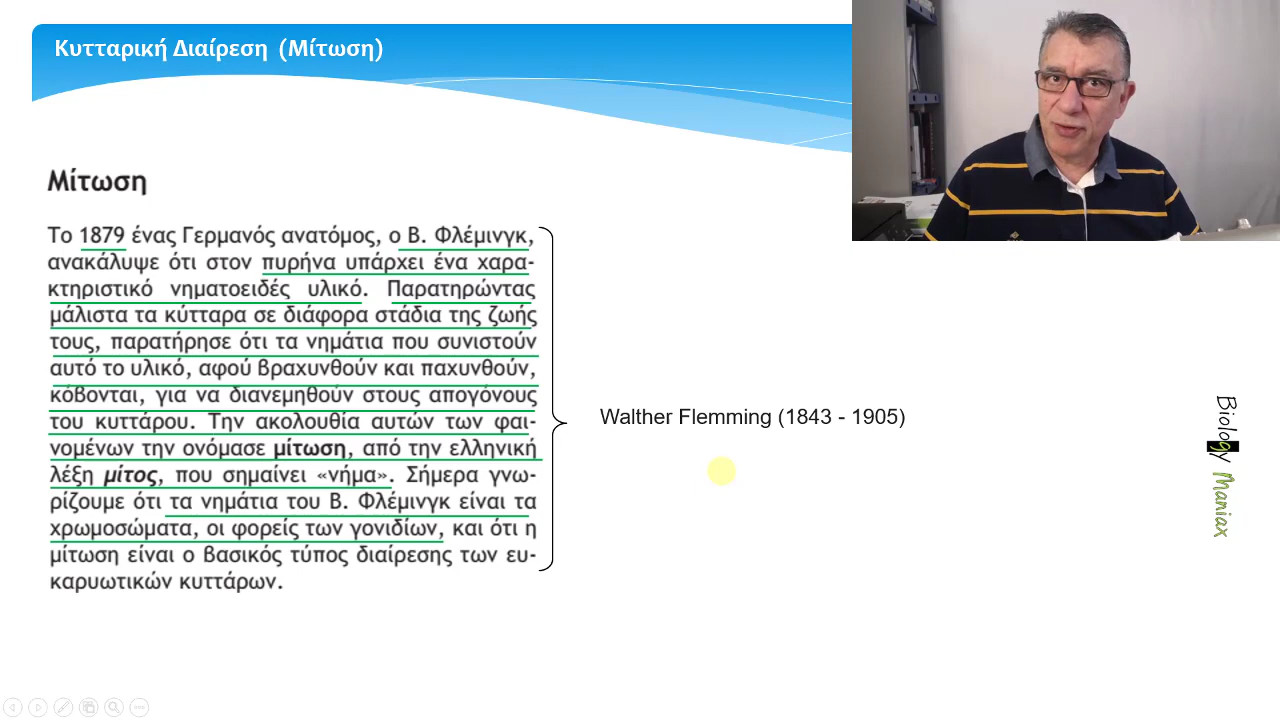 Κυτταρική Διαίρεση (Μίτωση)
Μίτωση
Το 1879 ένας Γερμανός ανατόμος, ο Β. Φλέμινγκ,
ανακάλυψε ότι στον πυρήνα υπάρχει ένα χαρα-
κτηριστικό νηματοειδές υλικό. Παρατηρώντας
μάλιστα τα κύτταρα σε διάφορα στάδια της ζωής
τους, παρατήρησε ότι τα νημάτια που συνιστούν
αυτό το υλικό, αφού βραχυνθούν και παχυνθούν,
κόβονται, για να διανεμηθούν στους απογόνους
του κυττάρου. Την ακολουθία αυτών των φαι-
νομένων την ονόμασε μίτωση, από την ελληνική
λέξη μίτος, που σημαίνει «νήμα». Σήμερα γνω-
ρίζουμε ότι τα νημάτια του Β. Φλέμινγκ είναι τα
χρωμοσώματα, οι φορείς των γονιδίων, και ότι η
μίτωση είναι ο βασικός τύπος διαίρεσης των ευ-
καρυωτικών κυττάρων.
Walther Flemming (1843 - 1905)
Biology Maniax